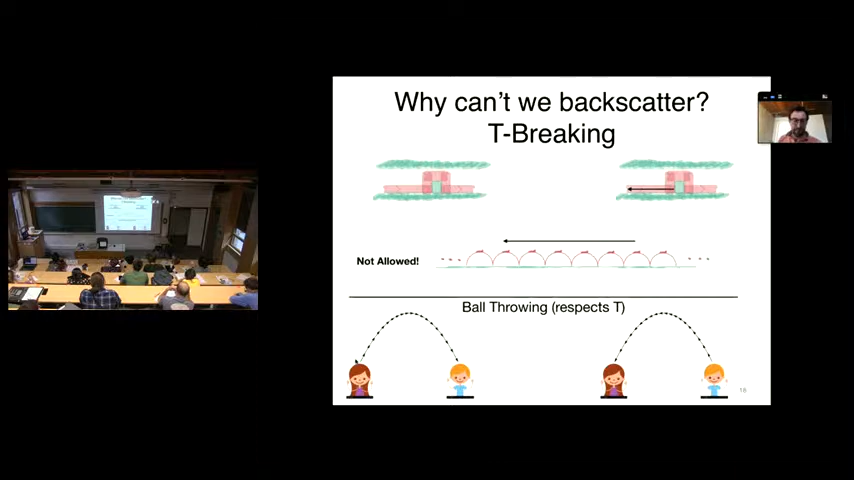 Why can't we backscatter?
T-Breaking
Not Allowed!
Ball Throwing (respects T)
18